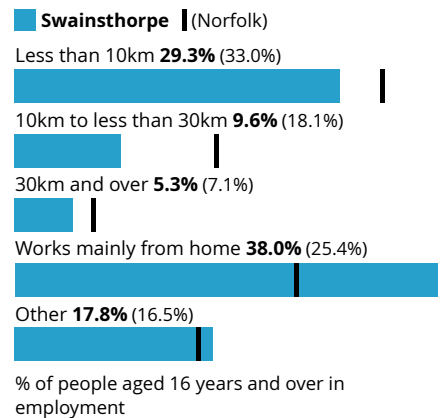 Swainsthorpe (Norfolk)
Less than 10km 29.3% (33.0%)
10km to less than 30km 9.6% (18.1%)
30km and over 5.3% (7.1%)
Works mainly from home 38.0% (25.4%)
Other 17.8% (16.5%)
% of people aged 16 years and over in
employment